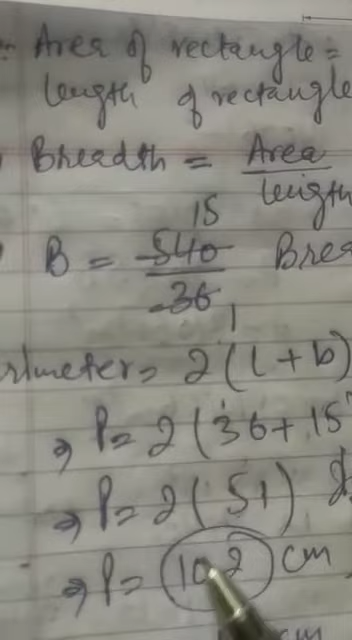 Area of rectangle =
length of rectangle
Breadth = Area
length
15
B = 540
36
1
= 2(l+b)
⇒ P = 2(36+15
⇒ P = 2(51)
⇒ P = 102 cm
cm